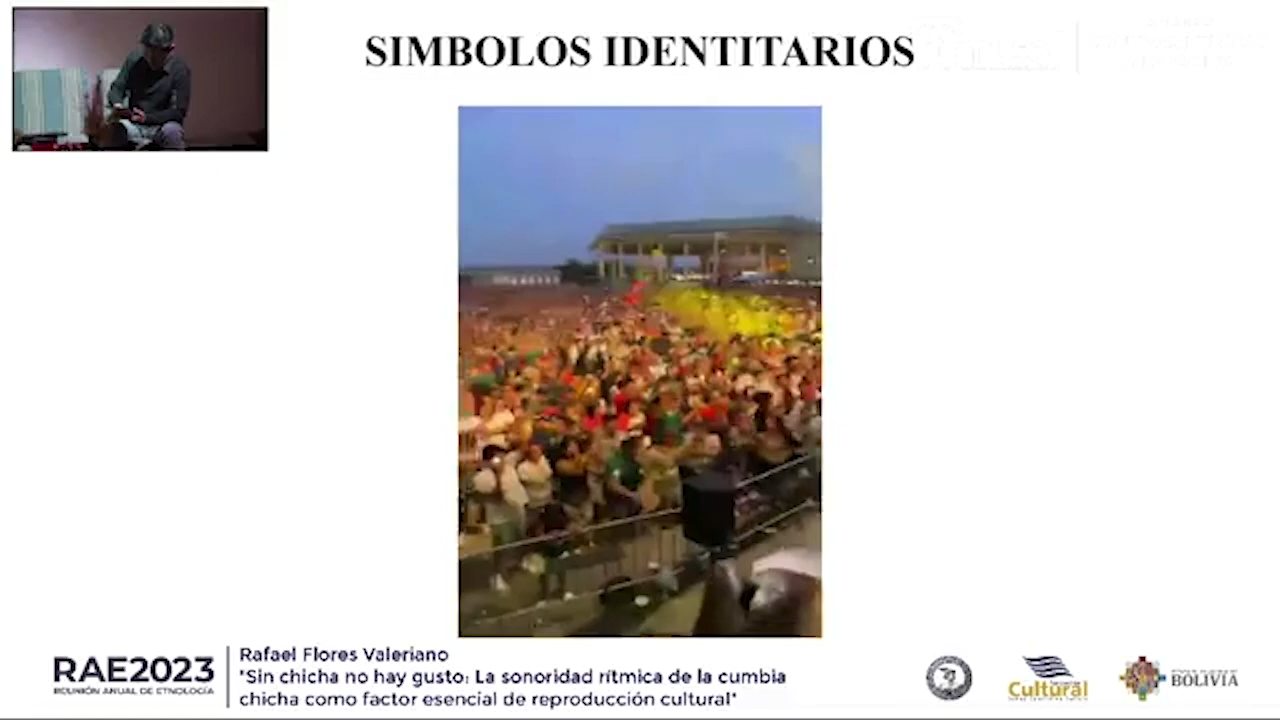 SIMBOLOS IDENTITARIOS
RAE2023
REUNIÓN ANUAL DE ETNOLOGÍA
Rafael Flores Valeriano
"Sin chicha no hay gusto: La sonoridad rítmica de la cumbia
chicha como factor esencial de reproducción cultural"
Cultural
BOLIVIA